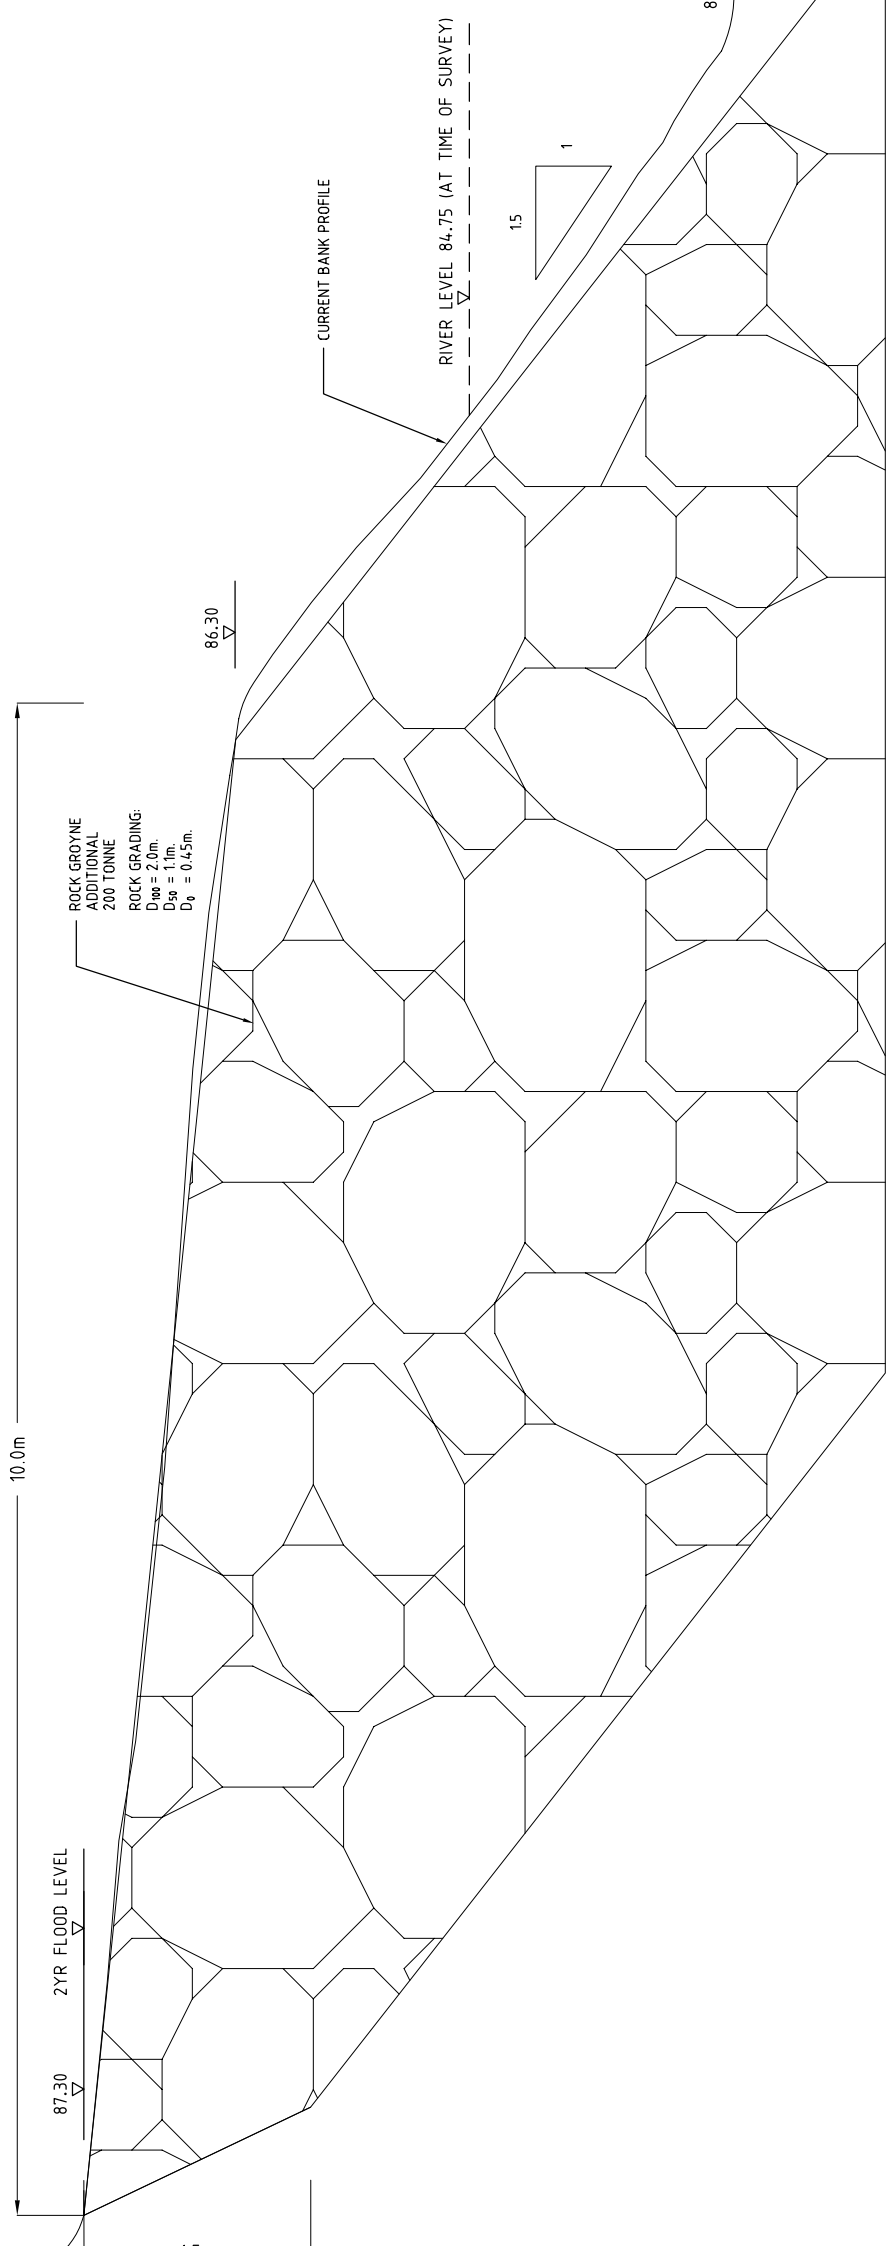 10.0m
87.30
2YR FLOOD LEVEL
ROCK GROYNE
ADDITIONAL
200 TONNE
ROCK GRADING:
D100 = 2.0m.
D50 = 1.1m.
D0 = 0.45m.
86.30
CURRENT BANK PROFILE
RIVER LEVEL 84.75 (AT TIME OF SURVEY)
1.5
1
8